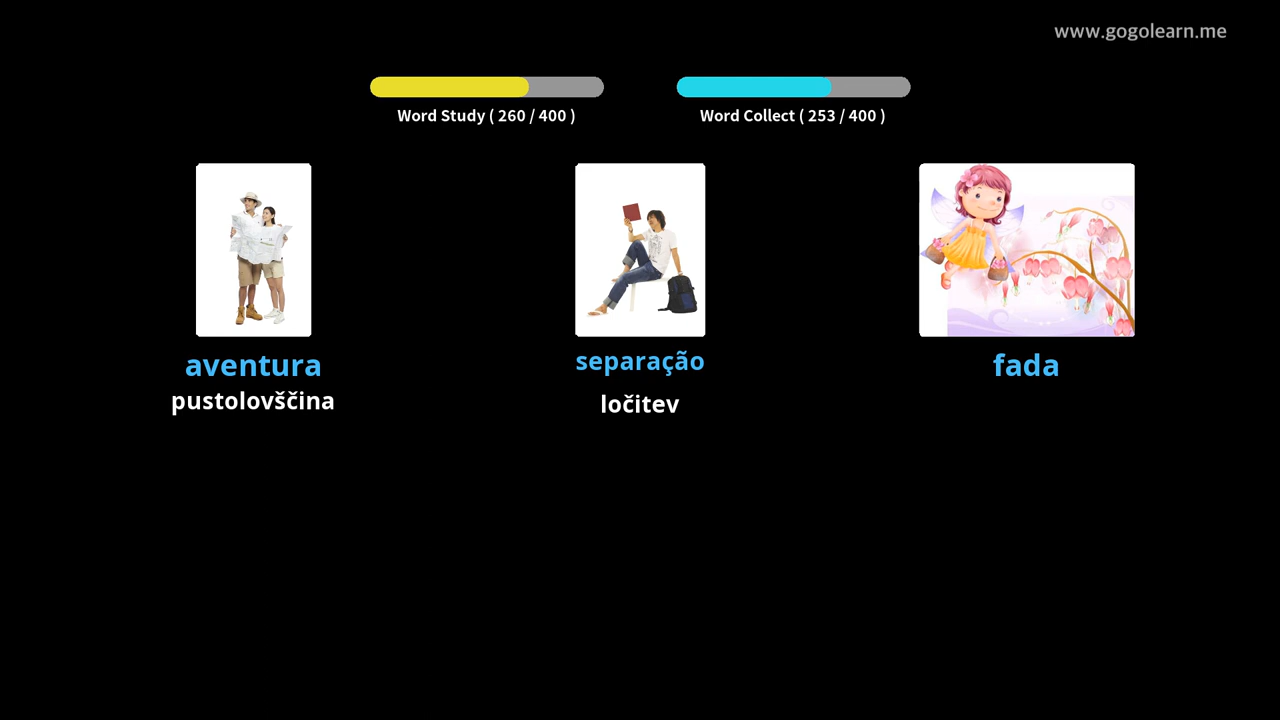 www.gogolearn.me
Word Study ( 260 / 400 )
Word Collect ( 253 / 400 )
aventura
pustolovščina
separação
ločitev
fada